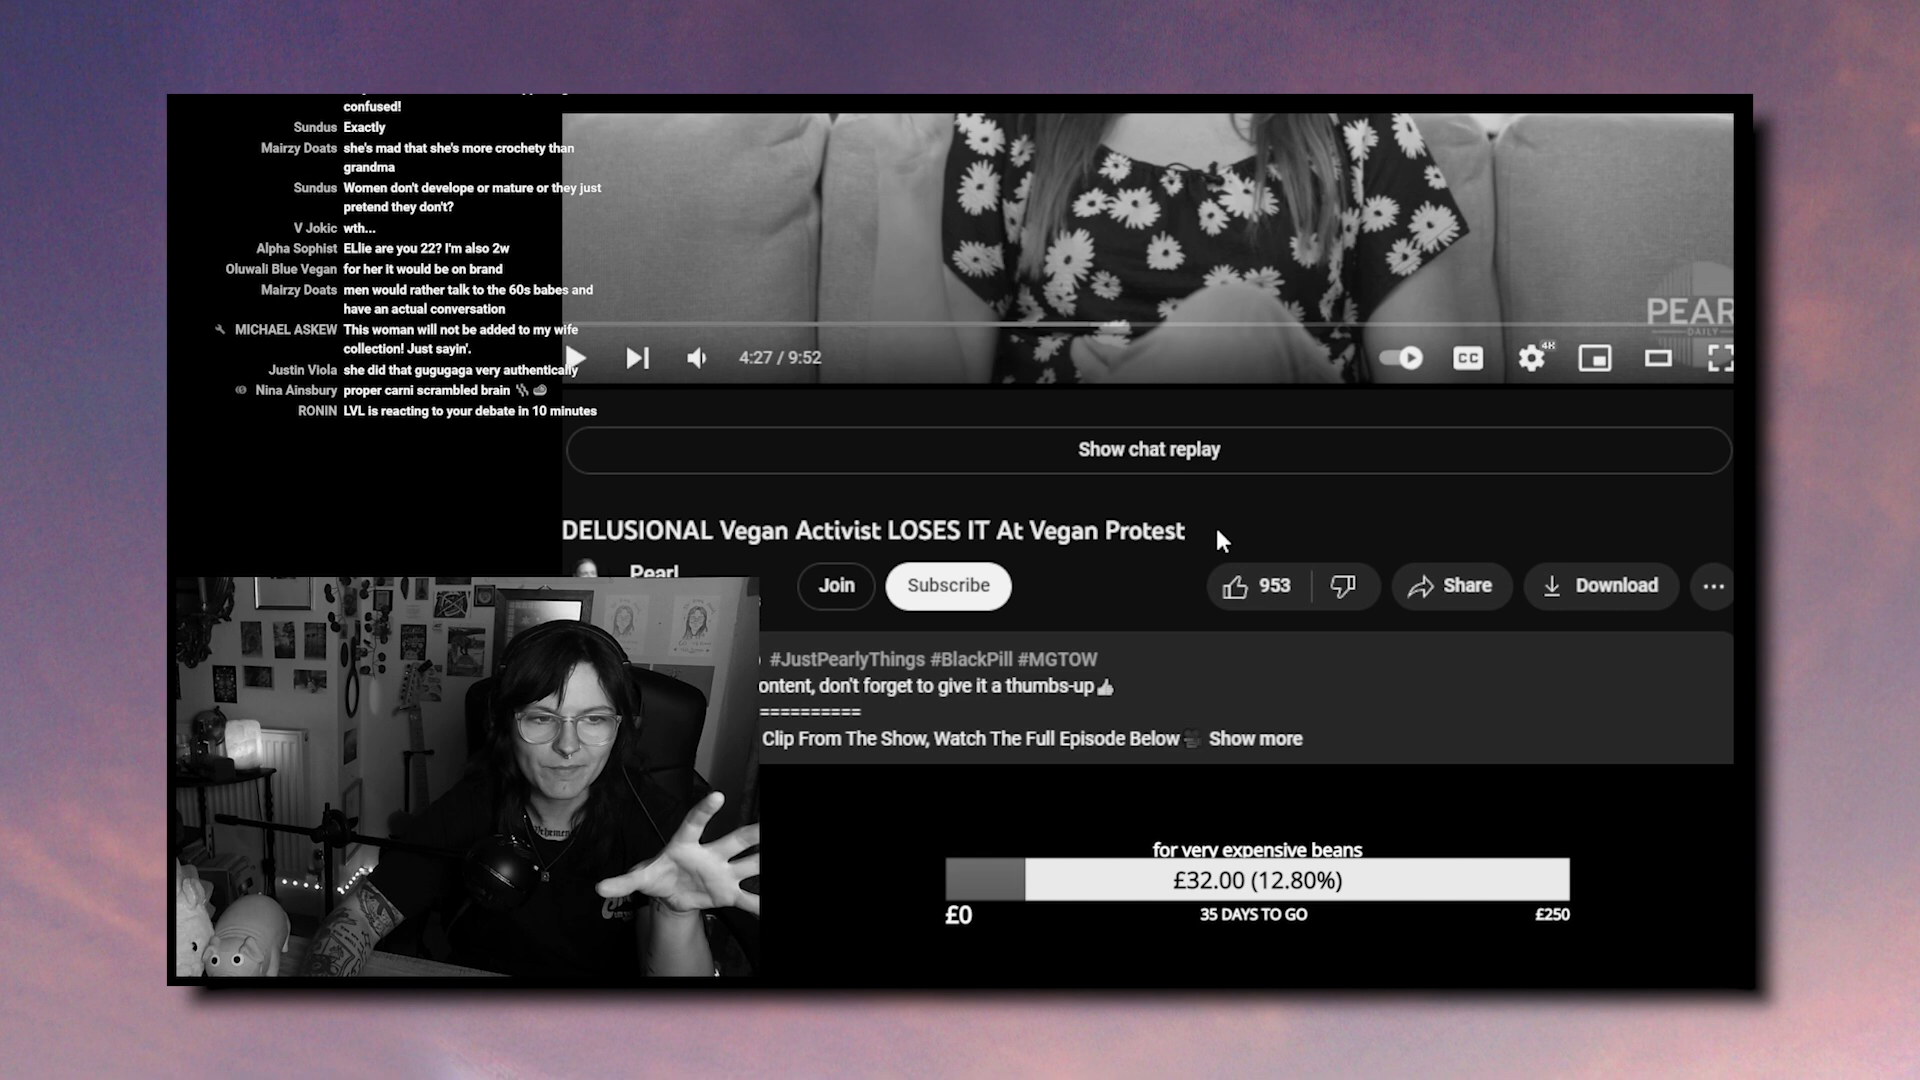 confused!
Sundus Exactly
Mairzy Doats she's mad that she's more crochety than
grandma
Sundus Women don't develope or mature or they just
pretend they don't?
V Jokic wth...
Alpha Sophist ELlie are you 22? I'm also 2w
Oluwali Blue Vegan for her it would be on brand
Mairzy Doats men would rather talk to the 60s babes and
have an actual conversation
MICHAEL ASKEW This woman will not be added to my wife
collection! Just sayin'.
Justin Viola she did that gugugaga very authentically
Nina Ainsbury proper carni scrambled brain
RONIN LVL is reacting to your debate in 10 minutes
PEAR
DAILY
4:27 / 9:52
CC
4K
Show chat replay
DELUSIONAL Vegan Activist LOSES IT At Vegan Protest
Pearl
Join
Subscribe
953
Share
Download
#JustPearlyThings #BlackPill #MGTOW
ontent, don't forget to give it a thumbs-up
==========
Clip From The Show, Watch The Full Episode Below Show more
for very expensive beans
£32.00 (12.80%)
£0
35 DAYS TO GO
£250